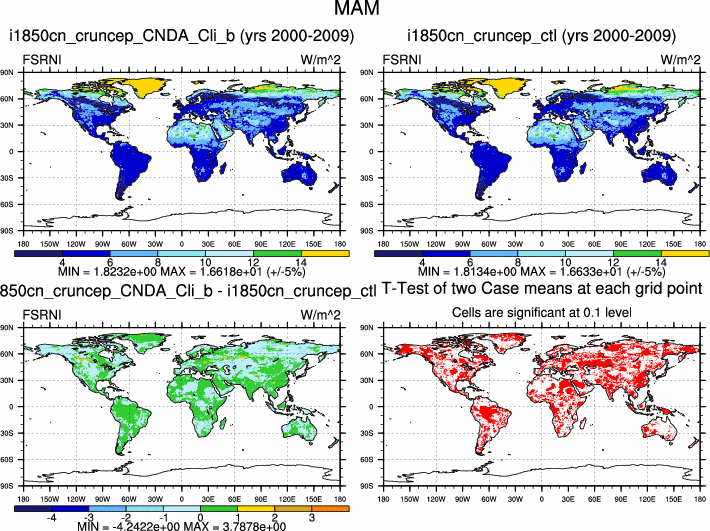 MAM
i1850cn_cruncep_CNDA_Cli_b (yrs 2000-2009)
FSRNI W/m^2
90N
60N
30N
0
30S
60S
90S
180 150W 120W 90W 60W 30W 0 30E 60E 90E 120E 150E 180
4 6 8 10 12 14
MIN = 1.8232e+00 MAX = 1.6618e+01 (+/-5%)
i1850cn_cruncep_ctl (yrs 2000-2009)
FSRNI W/m^2
90N
60N
30N
0
30S
60S
90S
180 150W 120W 90W 60W 30W 0 30E 60E 90E 120E 150E 180
4 6 8 10 12 14
MIN = 1.8134e+00 MAX = 1.6633e+01 (+/-5%)
850cn_cruncep_CNDA_Cli_b - i1850cn_cruncep_ctl
FSRNI W/m^2
90N
60N
30N
0
30S
60S
90S
180 150W 120W 90W 60W 30W 0 30E 60E 90E 120E 150E 180
-4 -3 -2 -1 0 1 2 3
MIN = -4.2422e+00 MAX = 3.7878e+00
T-Test of two Case means at each grid point
Cells are significant at 0.1 level
90N
60N
30N
0
30S
60S
90S
180 150W 120W 90W 60W 30W 0 30E 60E 90E 120E 150E 180